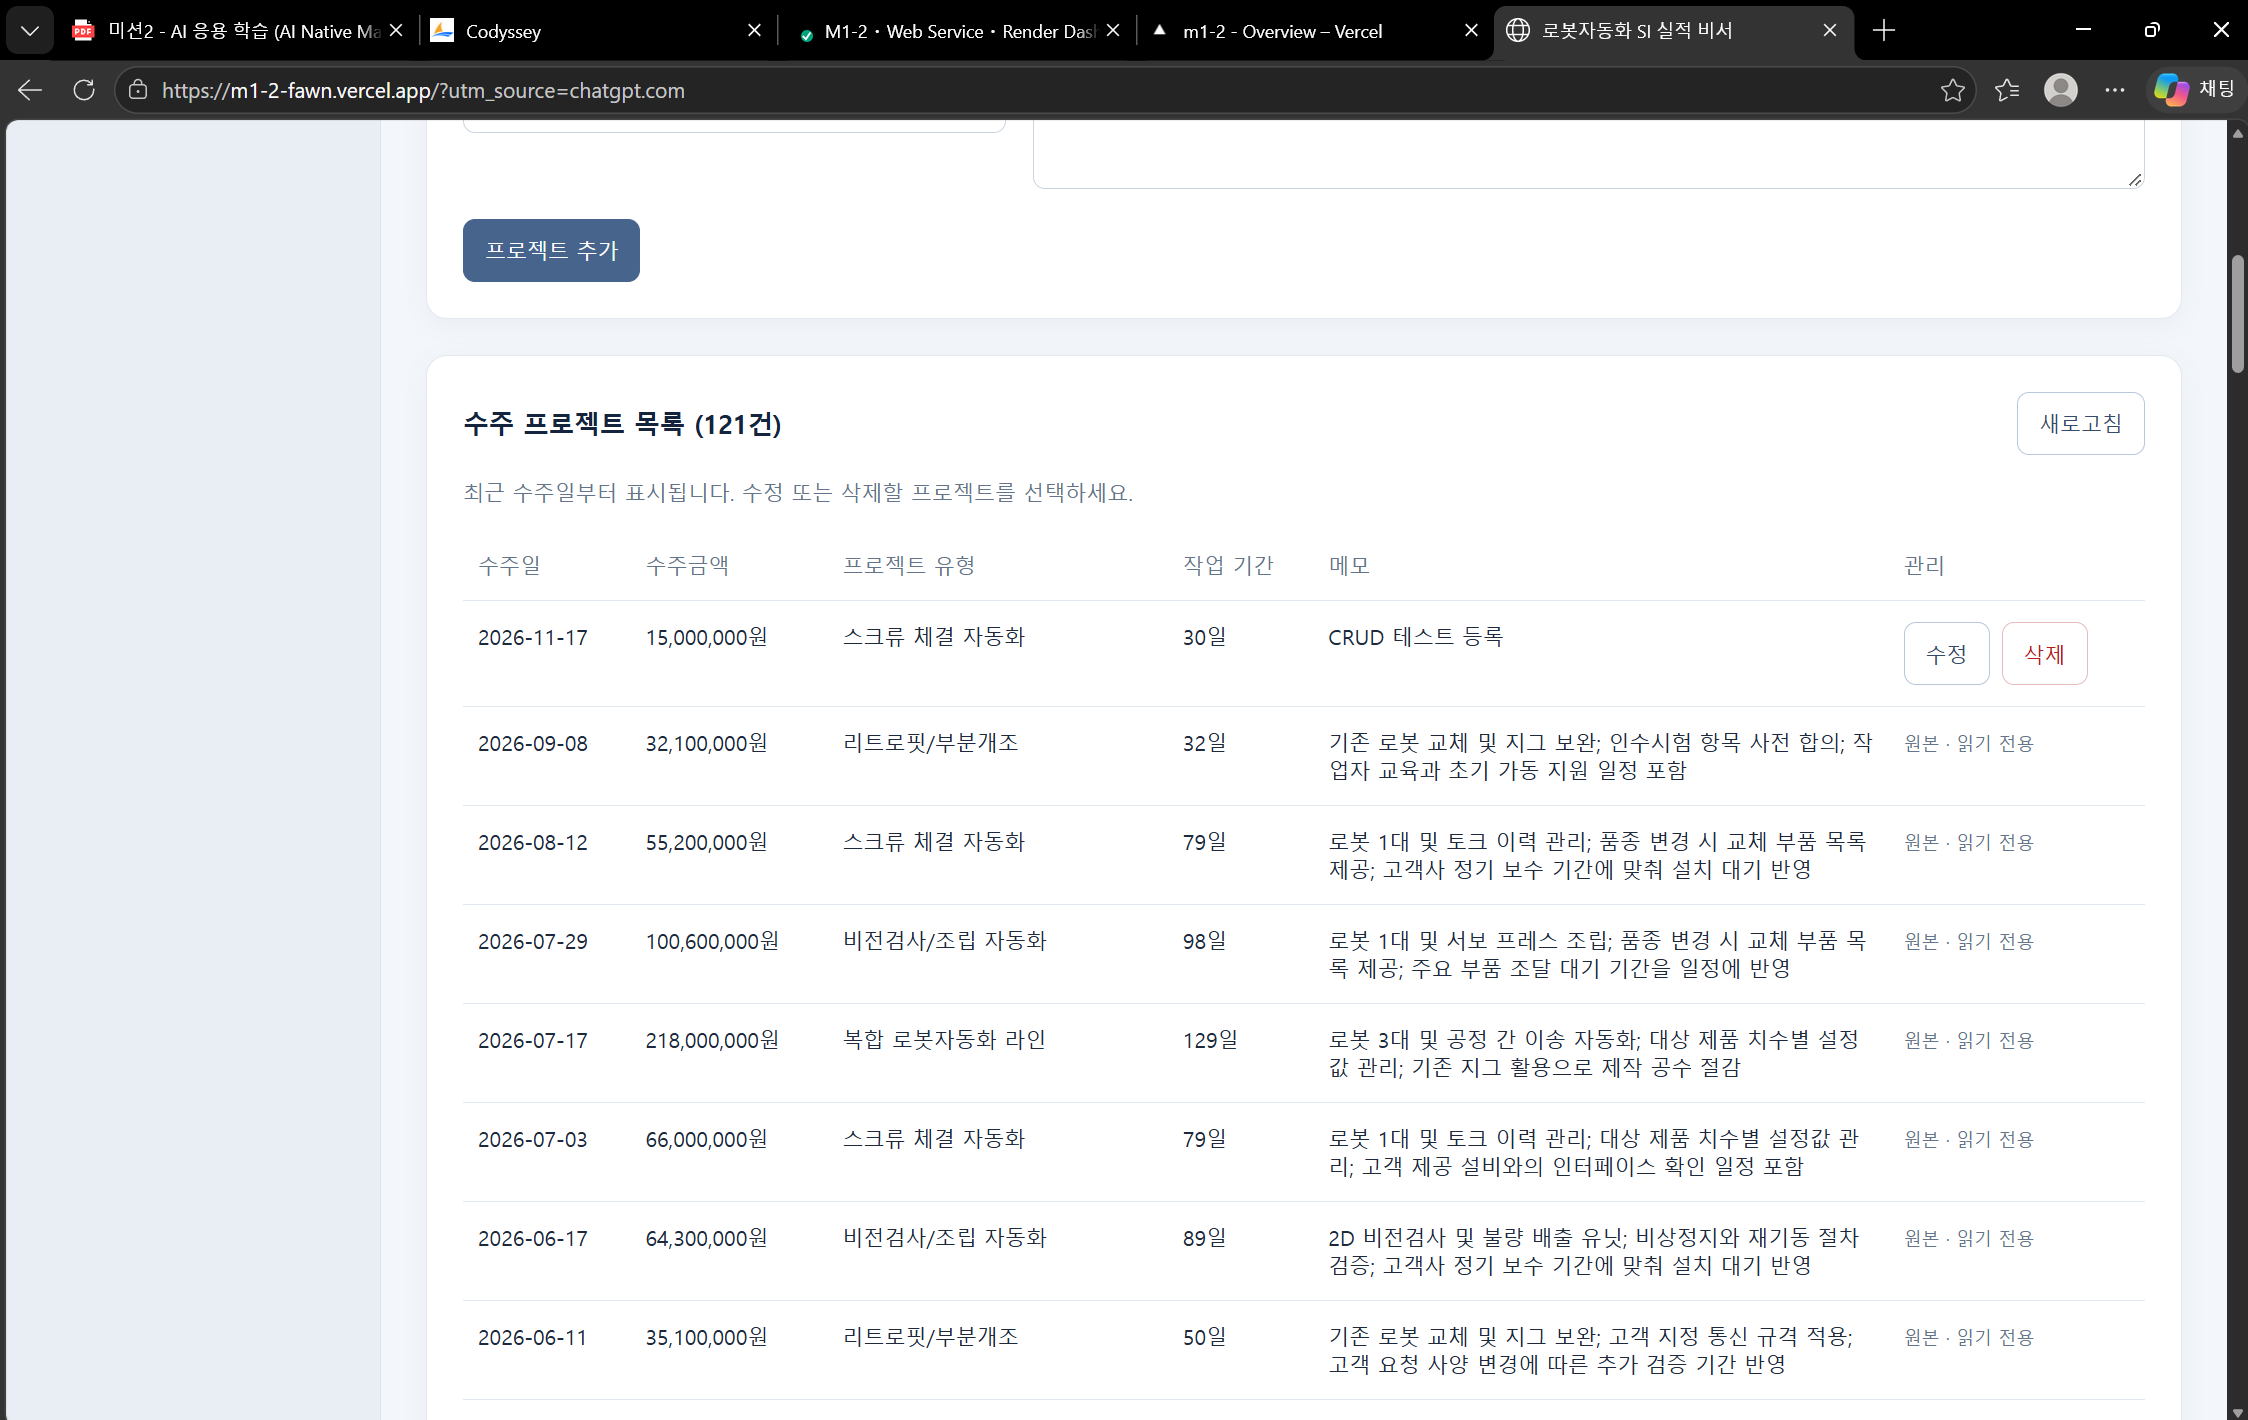 미션2 - AI 응용 학습 (AI Native Ma
Codyssey
M1-2 · Web Service · Render Dash
m1-2 - Overview – Vercel
로봇자동화 SI 실적 비서
https://m1-2-fawn.vercel.app/?utm_source=chatgpt.com
채팅
프로젝트 추가
수주 프로젝트 목록 (121건)
새로고침
최근 수주일부터 표시됩니다. 수정 또는 삭제할 프로젝트를 선택하세요.
수주일 수주금액 프로젝트 유형 작업 기간 메모 관리
2026-11-17 15,000,000원 스크류 체결 자동화 30일 CRUD 테스트 등록 수정 삭제
2026-09-08 32,100,000원 리트로핏/부분개조 32일 기존 로봇 교체 및 지그 보완; 인수시험 항목 사전 합의; 작 원본 · 읽기 전용
업자 교육과 초기 가동 지원 일정 포함
2026-08-12 55,200,000원 스크류 체결 자동화 79일 로봇 1대 및 토크 이력 관리; 품종 변경 시 교체 부품 목록 원본 · 읽기 전용
제공; 고객사 정기 보수 기간에 맞춰 설치 대기 반영
2026-07-29 100,600,000원 비전검사/조립 자동화 98일 로봇 1대 및 서보 프레스 조립; 품종 변경 시 교체 부품 목 원본 · 읽기 전용
록 제공; 주요 부품 조달 대기 기간을 일정에 반영
2026-07-17 218,000,000원 복합 로봇자동화 라인 129일 로봇 3대 및 공정 간 이송 자동화; 대상 제품 치수별 설정 원본 · 읽기 전용
값 관리; 기존 지그 활용으로 제작 공수 절감
2026-07-03 66,000,000원 스크류 체결 자동화 79일 로봇 1대 및 토크 이력 관리; 대상 제품 치수별 설정값 관 원본 · 읽기 전용
리; 고객 제공 설비와의 인터페이스 확인 일정 포함
2026-06-17 64,300,000원 비전검사/조립 자동화 89일 2D 비전검사 및 불량 배출 유닛; 비상정지와 재기동 절차 원본 · 읽기 전용
검증; 고객사 정기 보수 기간에 맞춰 설치 대기 반영
2026-06-11 35,100,000원 리트로핏/부분개조 50일 기존 로봇 교체 및 지그 보완; 고객 지정 통신 규격 적용; 원본 · 읽기 전용
고객 요청 사양 변경에 따른 추가 검증 기간 반영